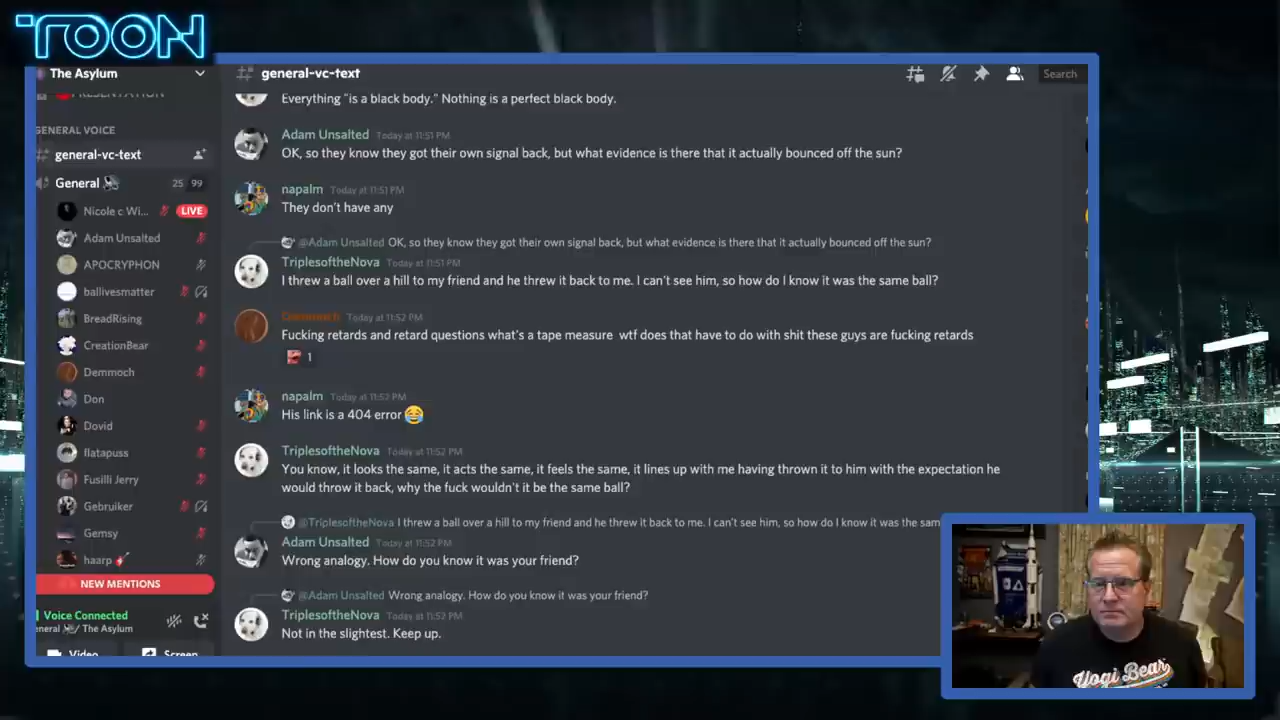 TOON
The Asylum
general-vc-text
Search
PRESENTATION
GENERAL VOICE
general-vc-text
General
25 99
Nicole c Wi... LIVE
Adam Unsalted
APOCRYPHON
ballivesmatter
BreadRising
CreationBear
Demmoch
Don
Dovid
flatapuss
Fusilli Jerry
Gebruiker
Gemsy
haarp
NEW MENTIONS
Voice Connected
eneral / The Asylum
Video
Screen
Everything "is a black body." Nothing is a perfect black body.
Adam Unsalted Today at 11:51 PM
OK, so they know they got their own signal back, but what evidence is there that it actually bounced off the sun?
napalm Today at 11:51 PM
They don't have any
@Adam Unsalted OK, so they know they got their own signal back, but what evidence is there that it actually bounced off the sun?
TriplesoftheNova Today at 11:51 PM
I threw a ball over a hill to my friend and he threw it back to me. I can't see him, so how do I know it was the same ball?
Demmoch Today at 11:52 PM
Fucking retards and retard questions what's a tape measure wtf does that have to do with shit these guys are fucking retards
1
napalm Today at 11:52 PM
His link is a 404 error 😂
TriplesoftheNova Today at 11:52 PM
You know, it looks the same, it acts the same, it feels the same, it lines up with me having thrown it to him with the expectation he
would throw it back, why the fuck wouldn't it be the same ball?
@TriplesoftheNova I threw a ball over a hill to my friend and he threw it back to me. I can't see him, so how do I know it was the sam
Adam Unsalted Today at 11:52 PM
Wrong analogy. How do you know it was your friend?
@Adam Unsalted Wrong analogy. How do you know it was your friend?
TriplesoftheNova Today at 11:52 PM
Not in the slightest. Keep up.
Yogi Bear